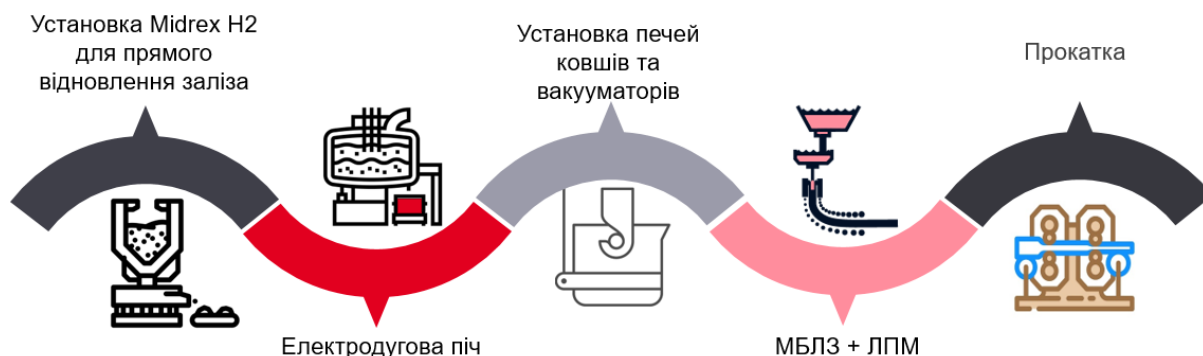 Установка Midrex H2
для прямого
відновлення заліза
Електродугова піч
Установка печей
ковшів та
вакууматорів
МБЛЗ + ЛПМ
Прокатка